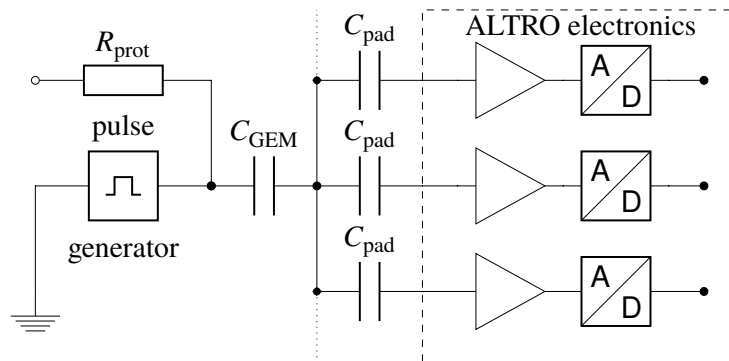 C_pad ALTRO electronics
R_prot
A
D
pulse
C_GEM C_pad
A
D
generator
C_pad
A
D